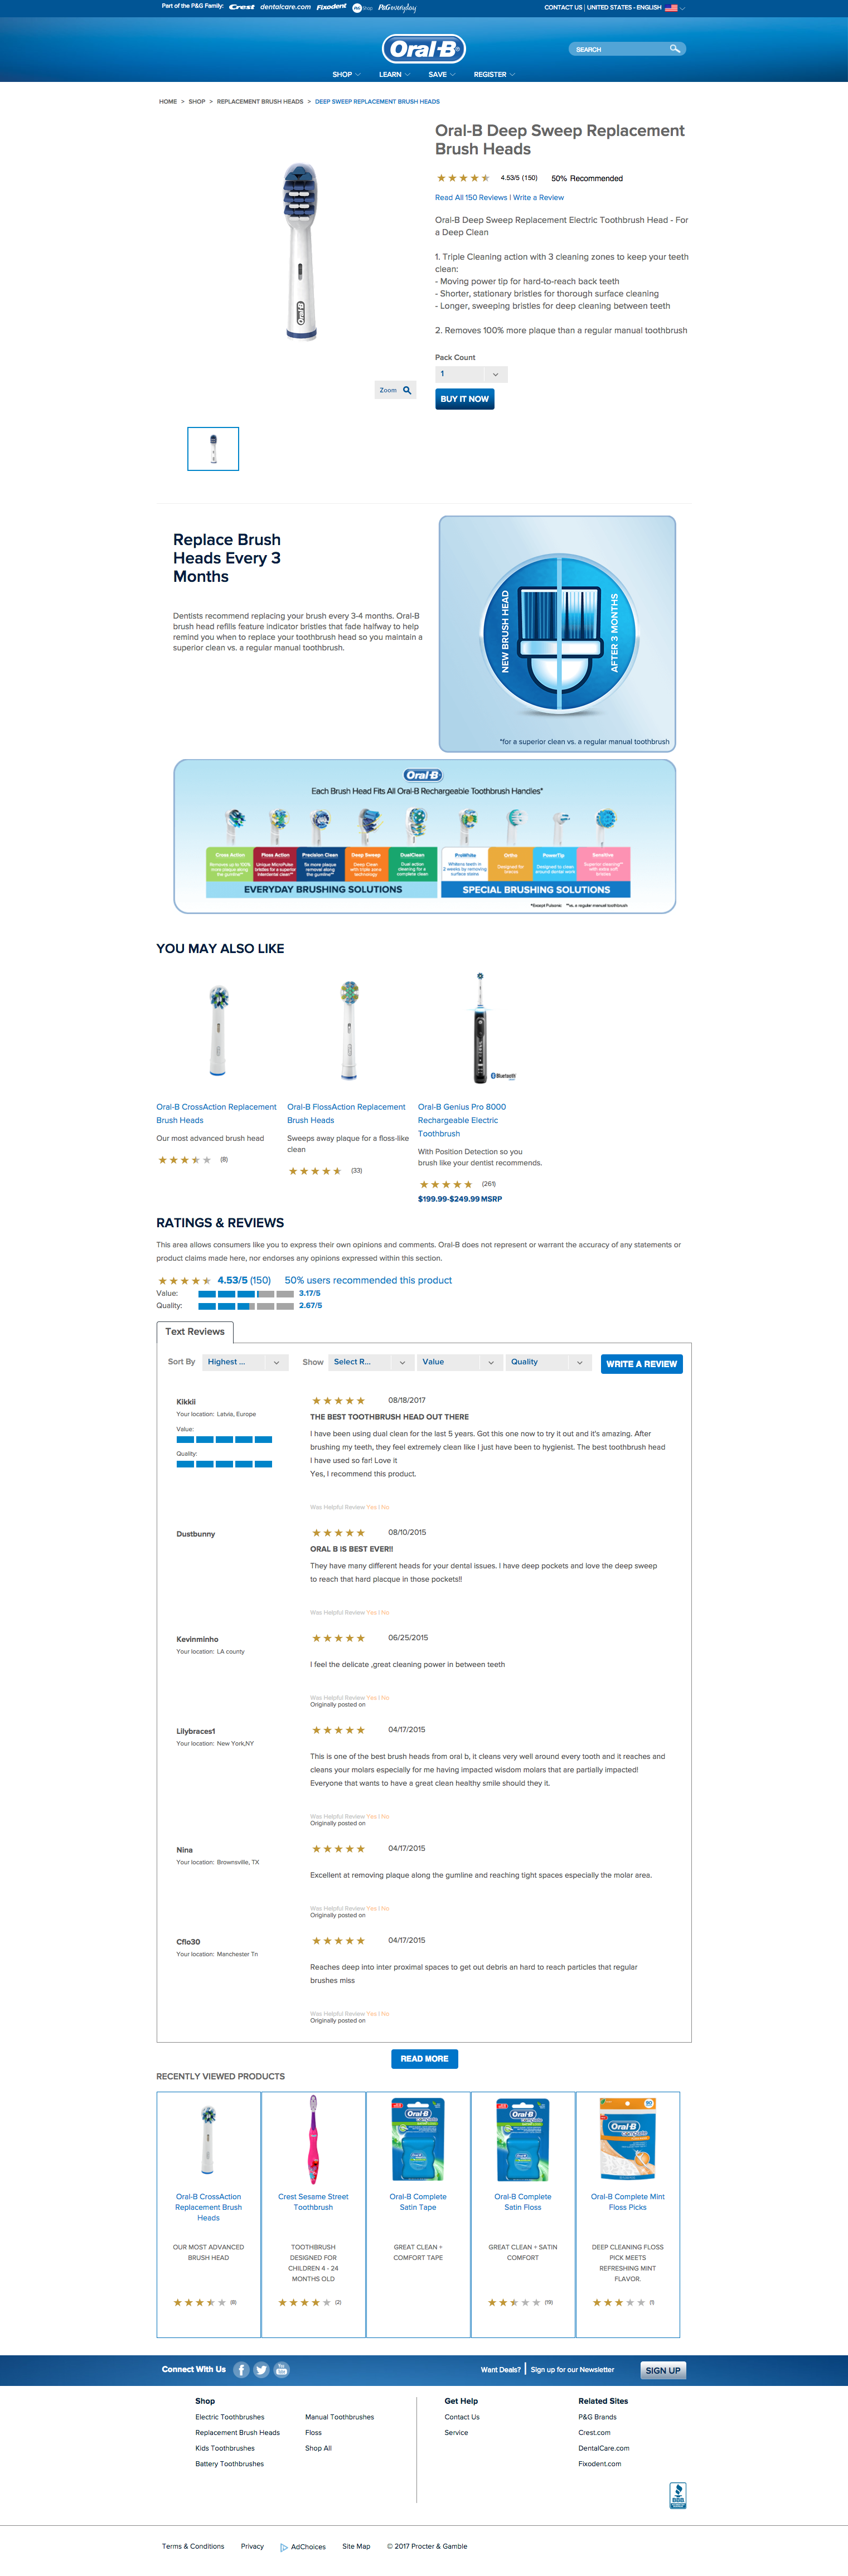 Part of the P&G Family: Crest dentalcare.com Fixodent P&G Shop P&G everyday
CONTACT US | UNITED STATES - ENGLISH
Oral-B
SEARCH
SHOP LEARN SAVE REGISTER
HOME > SHOP > REPLACEMENT BRUSH HEADS > DEEP SWEEP REPLACEMENT BRUSH HEADS
Oral-B Deep Sweep Replacement
Brush Heads
4.53/5 (150) 50% Recommended
Read All 150 Reviews | Write a Review
Oral-B Deep Sweep Replacement Electric Toothbrush Head - For
a Deep Clean
1. Triple Cleaning action with 3 cleaning zones to keep your teeth
clean:
- Moving power tip for hard-to-reach back teeth
- Shorter, stationary bristles for thorough surface cleaning
- Longer, sweeping bristles for deep cleaning between teeth
2. Removes 100% more plaque than a regular manual toothbrush
Pack Count
1
Zoom
BUY IT NOW
Oral-B
Replace Brush
Heads Every 3
Months
Dentists recommend replacing your brush every 3-4 months. Oral-B
brush head refills feature indicator bristles that fade halfway to help
remind you when to replace your toothbrush head so you maintain a
superior clean vs. a regular manual toothbrush.
NEW BRUSH HEAD
AFTER 3 MONTHS
*for a superior clean vs. a regular manual toothbrush
Oral-B
Each Brush Head Fits All Oral-B Rechargeable Toothbrush Handles*
Cross Action Floss Action Precision Clean Deep Sweep DualClean ProWhite Ortho PowerTip Sensitive
EVERYDAY BRUSHING SOLUTIONS
SPECIAL BRUSHING SOLUTIONS
*Except Pulsonic **vs. a regular manual toothbrush
YOU MAY ALSO LIKE
Bluetooth
Oral-B CrossAction Replacement
Brush Heads
Our most advanced brush head
(8)
Oral-B FlossAction Replacement
Brush Heads
Sweeps away plaque for a floss-like
clean
(33)
Oral-B Genius Pro 8000
Rechargeable Electric
Toothbrush
With Position Detection so you
brush like your dentist recommends.
(261)
$199.99-$249.99 MSRP
RATINGS & REVIEWS
This area allows consumers like you to express their own opinions and comments. Oral-B does not represent or warrant the accuracy of any statements or
product claims made here, nor endorses any opinions expressed within this section.
4.53/5 (150) 50% users recommended this product
Value: 3.17/5
Quality: 2.67/5
Text Reviews
Sort By Highest ... Show Select R... Value Quality WRITE A REVIEW
Kikkii
Your location: Latvia, Europe
Value:
Quality:
08/18/2017
THE BEST TOOTHBRUSH HEAD OUT THERE
I have been using dual clean for the last 5 years. Got this one now to try it out and it's amazing. After
brushing my teeth, they feel extremely clean like I just have been to hygienist. The best toothbrush head
I have used so far! Love it
Yes, I recommend this product.
Was Helpful Review Yes | No
Dustbunny
08/10/2015
ORAL B IS BEST EVER!!
They have many different heads for your dental issues. I have deep pockets and love the deep sweep
to reach that hard placque in those pockets!!
Was Helpful Review Yes | No
Kevinminho
Your location: LA county
06/25/2015
I feel the delicate ,great cleaning power in between teeth
Was Helpful Review Yes | No
Originally posted on
Lilybraces1
Your location: New York,NY
04/17/2015
This is one of the best brush heads from oral b, it cleans very well around every tooth and it reaches and
cleans your molars especially for me having impacted wisdom molars that are partially impacted!
Everyone that wants to have a great clean healthy smile should they it.
Was Helpful Review Yes | No
Originally posted on
Nina
Your location: Brownsville, TX
04/17/2015
Excellent at removing plaque along the gumline and reaching tight spaces especially the molar area.
Was Helpful Review Yes | No
Originally posted on
Cflo30
Your location: Manchester Tn
04/17/2015
Reaches deep into inter proximal spaces to get out debris an hard to reach particles that regular
brushes miss
Was Helpful Review Yes | No
Originally posted on
READ MORE
RECENTLY VIEWED PRODUCTS
Oral-B CrossAction
Replacement Brush
Heads
OUR MOST ADVANCED
BRUSH HEAD
(8)
Crest Sesame Street
Toothbrush
TOOTHBRUSH
DESIGNED FOR
CHILDREN 4 - 24
MONTHS OLD
(2)
Oral-B Complete
Satin Tape
GREAT CLEAN +
COMFORT TAPE
Oral-B Complete
Satin Floss
GREAT CLEAN + SATIN
COMFORT
(19)
Oral-B Complete Mint
Floss Picks
DEEP CLEANING FLOSS
PICK MEETS
REFRESHING MINT
FLAVOR.
(1)
Connect With Us
Want Deals? | Sign up for our Newsletter SIGN UP
Shop
Electric Toothbrushes
Replacement Brush Heads
Kids Toothbrushes
Battery Toothbrushes
Manual Toothbrushes
Floss
Shop All
Get Help
Contact Us
Service
Related Sites
P&G Brands
Crest.com
DentalCare.com
Fixodent.com
BBB
Terms & Conditions Privacy AdChoices Site Map © 2017 Procter & Gamble